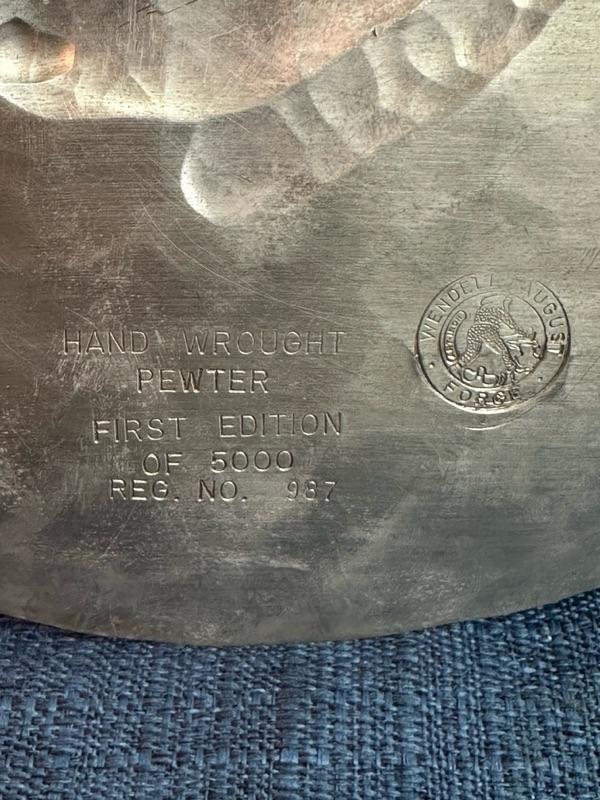 HAND WROUGHT
PEWTER
FIRST EDITION
OF 5000
REG. NO. 987
WENDELL AUGUST
FORGE